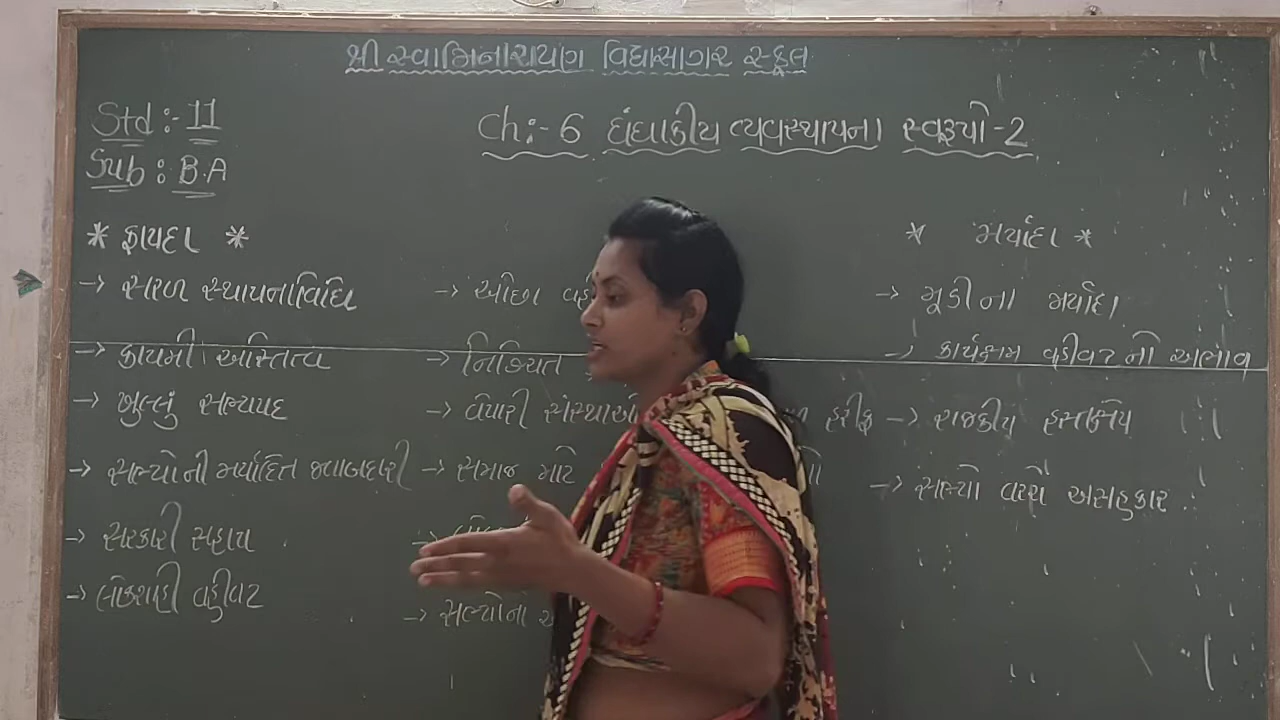 શ્રી સ્વામિનારાયણ વિદ્યાસાગર સ્કૂલ
Std :- 11
Sub : B.A
Ch :- 6 ધંધાકીય વ્યવસ્થાપના સ્વરૂપો -2
* ફાયદા *
→ સરળ સ્થાપનાવિધિ
→ કાયમી અસ્તિત્વ
→ ખુલ્લું સભ્યપદ
→ સભ્યોની મર્યાદિત જવાબદારી
→ સરકારી સહાય
→ લોકશાહી વહીવટ
→ ઓછા
→ નિશ્ચિત
→ વેપારી સંસ્થાઓ હરીફ
→ સમાજ માટે
→ સભ્યોના
* મર્યાદા *
→ મૂડીના મર્યાદા
→ કાર્યક્ષમ વહીવટનો અભાવ
→ રાજકીય હસ્તક્ષેપ
→ સભ્યો વચ્ચે અસહકાર